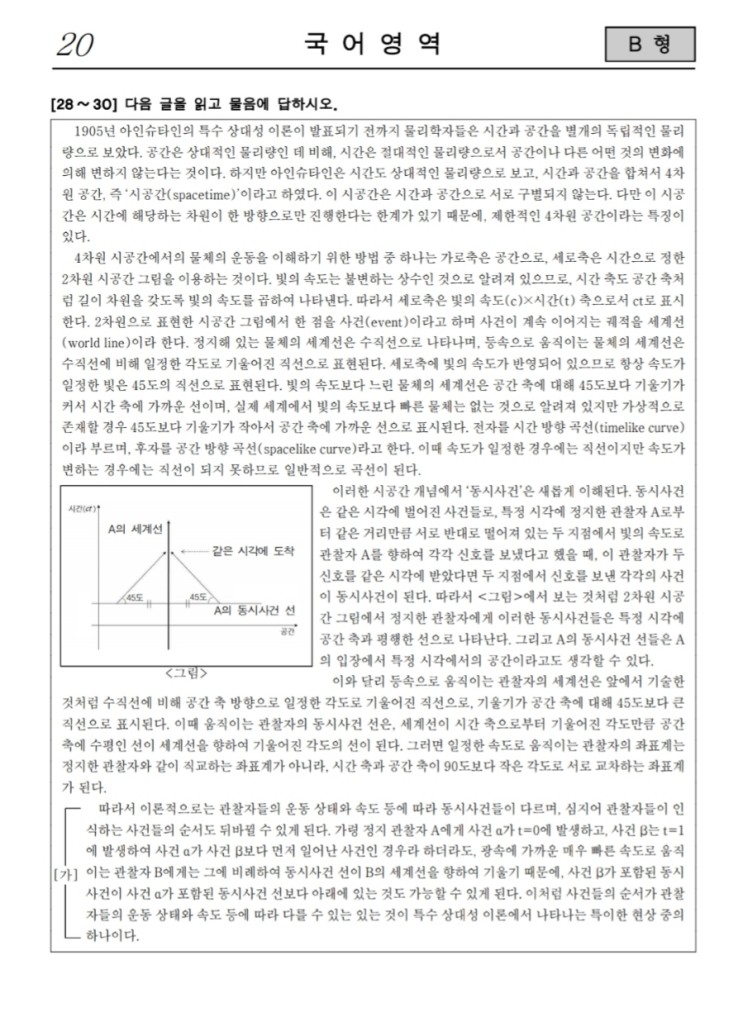 20
국 어 영 역
B 형
[28 ~ 30] 다음 글을 읽고 물음에 답하시오.
1905년 아인슈타인의 특수 상대성 이론이 발표되기 전까지 물리학자들은 시간과 공간을 별개의 독립적인 물리
량으로 보았다. 공간은 상대적인 물리량인 데 비해, 시간은 절대적인 물리량으로서 공간이나 다른 어떤 것의 변화에
의해 변하지 않는다는 것이다. 하지만 아인슈타인은 시간도 상대적인 물리량으로 보고, 시간과 공간을 합쳐서 4차
원 공간, 즉 '시공간(spacetime)'이라고 하였다. 이 시공간은 시간과 공간으로 서로 구별되지 않는다. 다만 이 시공
간은 시간에 해당하는 차원이 한 방향으로만 진행한다는 한계가 있기 때문에, 제한적인 4차원 공간이라는 특징이
있다.
4차원 시공간에서의 물체의 운동을 이해하기 위한 방법 중 하나는 가로축은 공간으로, 세로축은 시간으로 정한
2차원 시공간 그림을 이용하는 것이다. 빛의 속도는 불변하는 상수인 것으로 알려져 있으므로, 시간 축도 공간 축처
럼 길이 차원을 갖도록 빛의 속도를 곱하여 나타낸다. 따라서 세로축은 빛의 속도(c)×시간(t) 축으로서 ct로 표시
한다. 2차원으로 표현한 시공간 그림에서 한 점을 사건(event)이라고 하며 사건이 계속 이어지는 궤적을 세계선
(world line)이라 한다. 정지해 있는 물체의 세계선은 수직선으로 나타나며, 등속으로 움직이는 물체의 세계선은
수직선에 비해 일정한 각도로 기울어진 직선으로 표현된다. 세로축에 빛의 속도가 반영되어 있으므로 항상 속도가
일정한 빛은 45도의 직선으로 표현된다. 빛의 속도보다 느린 물체의 세계선은 공간 축에 대해 45도보다 기울기가
커서 시간 축에 가까운 선이며, 실제 세계에서 빛의 속도보다 빠른 물체는 없는 것으로 알려져 있지만 가상적으로
존재할 경우 45도보다 기울기가 작아서 공간 축에 가까운 선으로 표시된다. 전자를 시간 방향 곡선(timelike curve)
이라 부르며, 후자를 공간 방향 곡선(spacelike curve)라고 한다. 이때 속도가 일정한 경우에는 직선이지만 속도가
변하는 경우에는 직선이 되지 못하므로 일반적으로 곡선이 된다.
시간(ct)
A의 세계선
같은 시각에 도착
45도
45도
A의 동시사건 선
공간
<그림>
이러한 시공간 개념에서 '동시사건'은 새롭게 이해된다. 동시사건
은 같은 시각에 벌어진 사건들로, 특정 시각에 정지한 관찰자 A로부
터 같은 거리만큼 서로 반대로 떨어져 있는 두 지점에서 빛의 속도로
관찰자 A를 향하여 각각 신호를 보냈다고 했을 때, 이 관찰자가 두
신호를 같은 시각에 받았다면 두 지점에서 신호를 보낸 각각의 사건
이 동시사건이 된다. 따라서 <그림>에서 보는 것처럼 2차원 시공
간 그림에서 정지한 관찰자에게 이러한 동시사건들은 특정 시각에
공간 축과 평행한 선으로 나타난다. 그리고 A의 동시사건 선들은 A
의 입장에서 특정 시각에서의 공간이라고도 생각할 수 있다.
이와 달리 등속으로 움직이는 관찰자의 세계선은 앞에서 기술한
것처럼 수직선에 비해 공간 축 방향으로 일정한 각도로 기울어진 직선으로, 기울기가 공간 축에 대해 45도보다 큰
직선으로 표시된다. 이때 움직이는 관찰자의 동시사건 선은, 세계선이 시간 축으로부터 기울어진 각도만큼 공간
축에 수평인 선이 세계선을 향하여 기울어진 각도의 선이 된다. 그러면 일정한 속도로 움직이는 관찰자의 좌표계는
정지한 관찰자와 같이 직교하는 좌표계가 아니라, 시간 축과 공간 축이 90도보다 작은 각도로 서로 교차하는 좌표계
가 된다.
따라서 이론적으로는 관찰자들의 운동 상태와 속도 등에 따라 동시사건들이 다르며, 심지어 관찰자들이 인
식하는 사건들의 순서도 뒤바뀔 수 있게 된다. 가령 정지 관찰자 A에게 사건 α가 t=0에 발생하고, 사건 β는 t=1
에 발생하여 사건 α가 사건 β보다 먼저 일어난 사건인 경우라 하더라도, 광속에 가까운 매우 빠른 속도로 움직
[가] 이는 관찰자 B에게는 그에 비례하여 동시사건 선이 B의 세계선을 향하여 기울기 때문에, 사건 β가 포함된 동시
사건이 사건 α가 포함된 동시사건 선보다 아래에 있는 것도 가능할 수 있게 된다. 이처럼 사건들의 순서가 관찰
자들의 운동 상태와 속도 등에 따라 다를 수 있는 있는 것이 특수 상대성 이론에서 나타나는 특이한 현상 중의
하나이다.